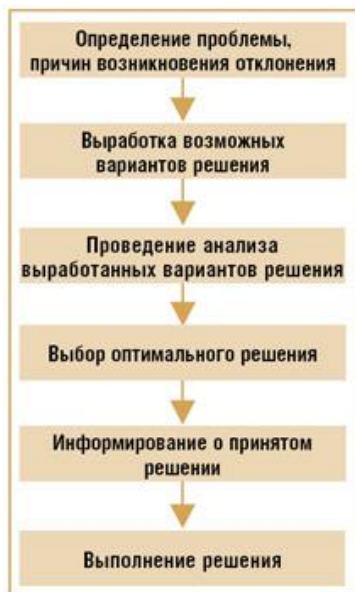 Определение проблемы,
причин возникновения отклонения
Выработка возможных
вариантов решения
Проведение анализа
выработанных вариантов решения
Выбор оптимального решения
Информирование о принятом
решении
Выполнение решения